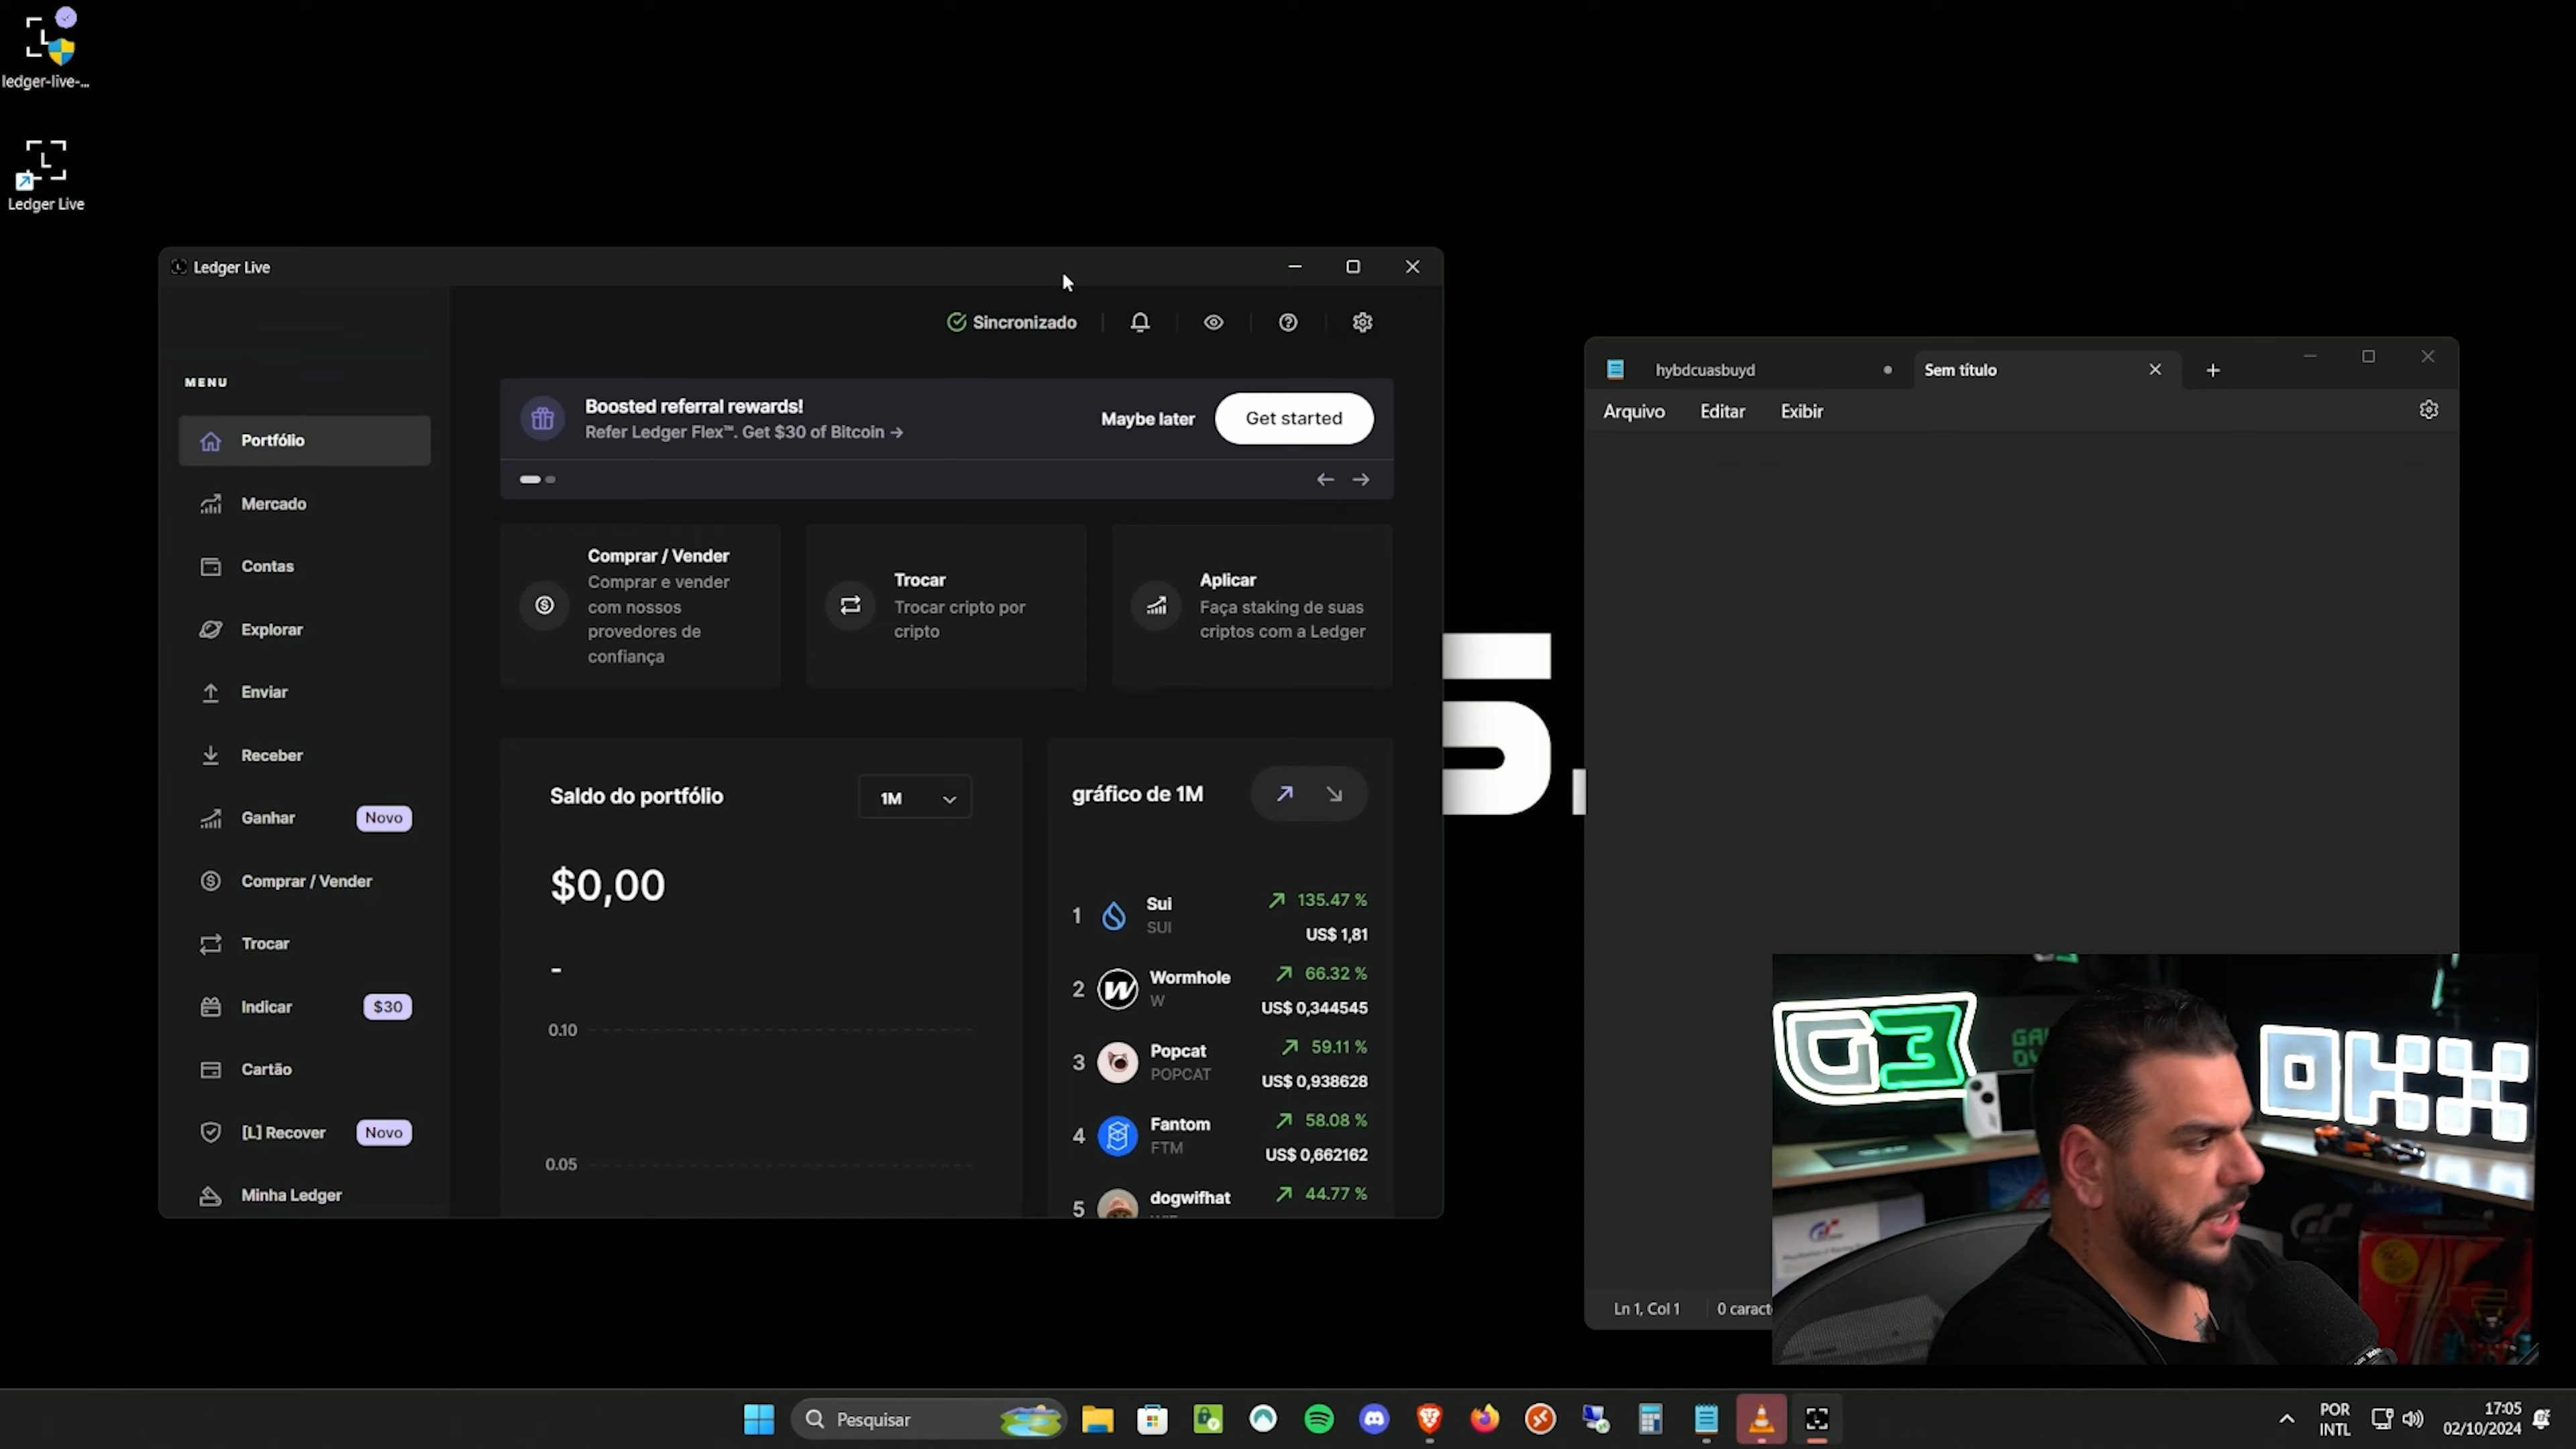 ledger-live-...
Ledger Live
Ledger Live
Sincronizado
MENU
Portfólio
Mercado
Contas
Explorar
Enviar
Receber
Ganhar
Novo
Comprar / Vender
Trocar
Indicar
$30
Cartão
[L] Recover
Novo
Minha Ledger
Boosted referral rewards!
Refer Ledger Flex™. Get $30 of Bitcoin →
Maybe later
Get started
Comprar / Vender
Comprar e vender
com nossos
provedores de
confiança
Trocar
Trocar cripto por
cripto
Aplicar
Faça staking de suas
criptos com a Ledger
Saldo do portfólio
1M
$0,00
-
0.10
0.05
gráfico de 1M
1
Sui
SUI
135.47 %
US$ 1,81
2
Wormhole
W
66.32 %
US$ 0,344545
3
Popcat
POPCAT
59.11 %
US$ 0,938628
4
Fantom
FTM
58.08 %
US$ 0,662162
5
dogwifhat
44.77 %
hybdcuasbuyd
Sem título
Arquivo
Editar
Exibir
Ln 1, Col 1
0 caract
G3
OKX
Pesquisar
POR
INTL
17:05
02/10/2024